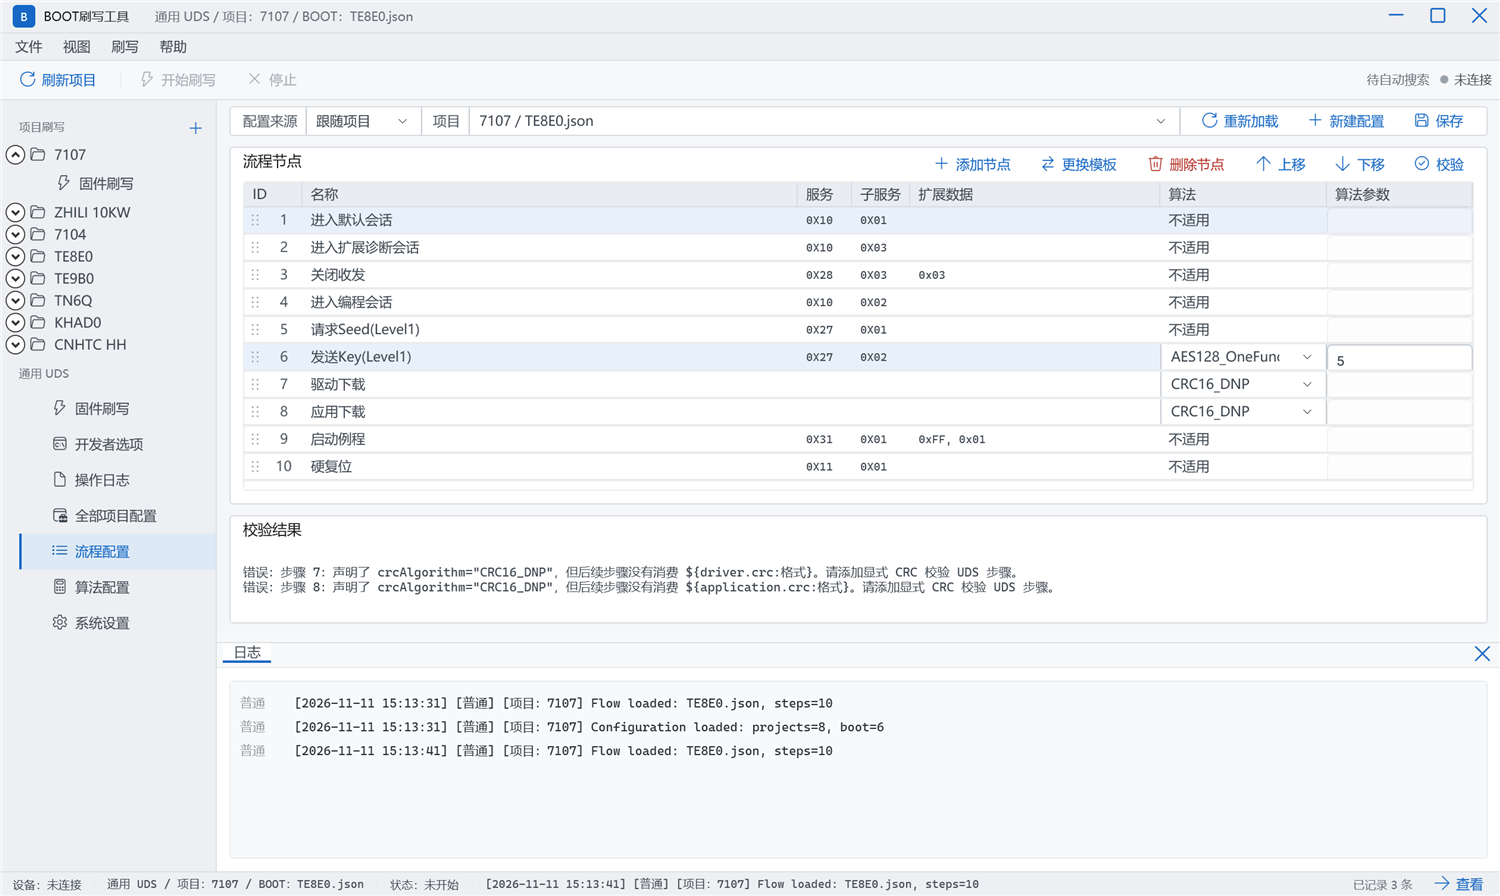 B BOOT刷写工具 通用 UDS / 项目: 7107 / BOOT: TE8E0.json
文件 视图 刷写 帮助
刷新项目 开始刷写 停止 待自动搜索 未连接
项目刷写
7107
固件刷写
ZHILI 10KW
7104
TE8E0
TE9B0
TN6Q
KHAD0
CNHTC HH
通用 UDS
固件刷写
开发者选项
操作日志
全部项目配置
流程配置
算法配置
系统设置
配置来源 跟随项目 项目 7107 / TE8E0.json 重新加载 新建配置 保存
流程节点 添加节点 更换模板 删除节点 上移 下移 校验
ID 名称 服务 子服务 扩展数据 算法 算法参数
1 进入默认会话 0X10 0X01 不适用
2 进入扩展诊断会话 0X10 0X03 不适用
3 关闭收发 0X28 0X03 0x03 不适用
4 进入编程会话 0X10 0X02 不适用
5 请求Seed(Level1) 0X27 0X01 不适用
6 发送Key(Level1) 0X27 0X02 AES128_OneFunc 5
7 驱动下载 CRC16_DNP
8 应用下载 CRC16_DNP
9 启动例程 0X31 0X01 0xFF, 0x01 不适用
10 硬复位 0X11 0X01 不适用
校验结果
错误: 步骤 7: 声明了 crcAlgorithm="CRC16_DNP", 但后续步骤没有消费 ${driver.crc:格式}。请添加显式 CRC 校验 UDS 步骤。
错误: 步骤 8: 声明了 crcAlgorithm="CRC16_DNP", 但后续步骤没有消费 ${application.crc:格式}。请添加显式 CRC 校验 UDS 步骤。
日志
普通 [2026-11-11 15:13:31] [普通] [项目: 7107] Flow loaded: TE8E0.json, steps=10
普通 [2026-11-11 15:13:31] [普通] [项目: 7107] Configuration loaded: projects=8, boot=6
普通 [2026-11-11 15:13:41] [普通] [项目: 7107] Flow loaded: TE8E0.json, steps=10
设备: 未连接 通用 UDS / 项目: 7107 / BOOT: TE8E0.json 状态: 未开始 [2026-11-11 15:13:41] [普通] [项目: 7107] Flow loaded: TE8E0.json, steps=10 已记录 3 条 查看